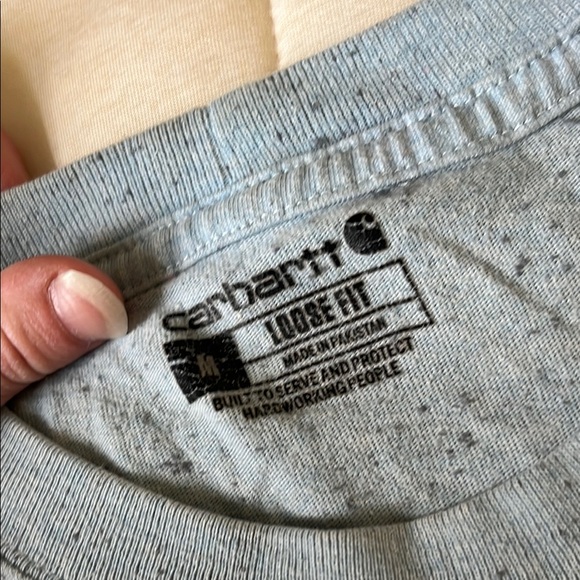 carhartt
M
LOOSE FIT
MADE IN PAKISTAN
BUILT TO SERVE AND PROTECT
HARDWORKING PEOPLE